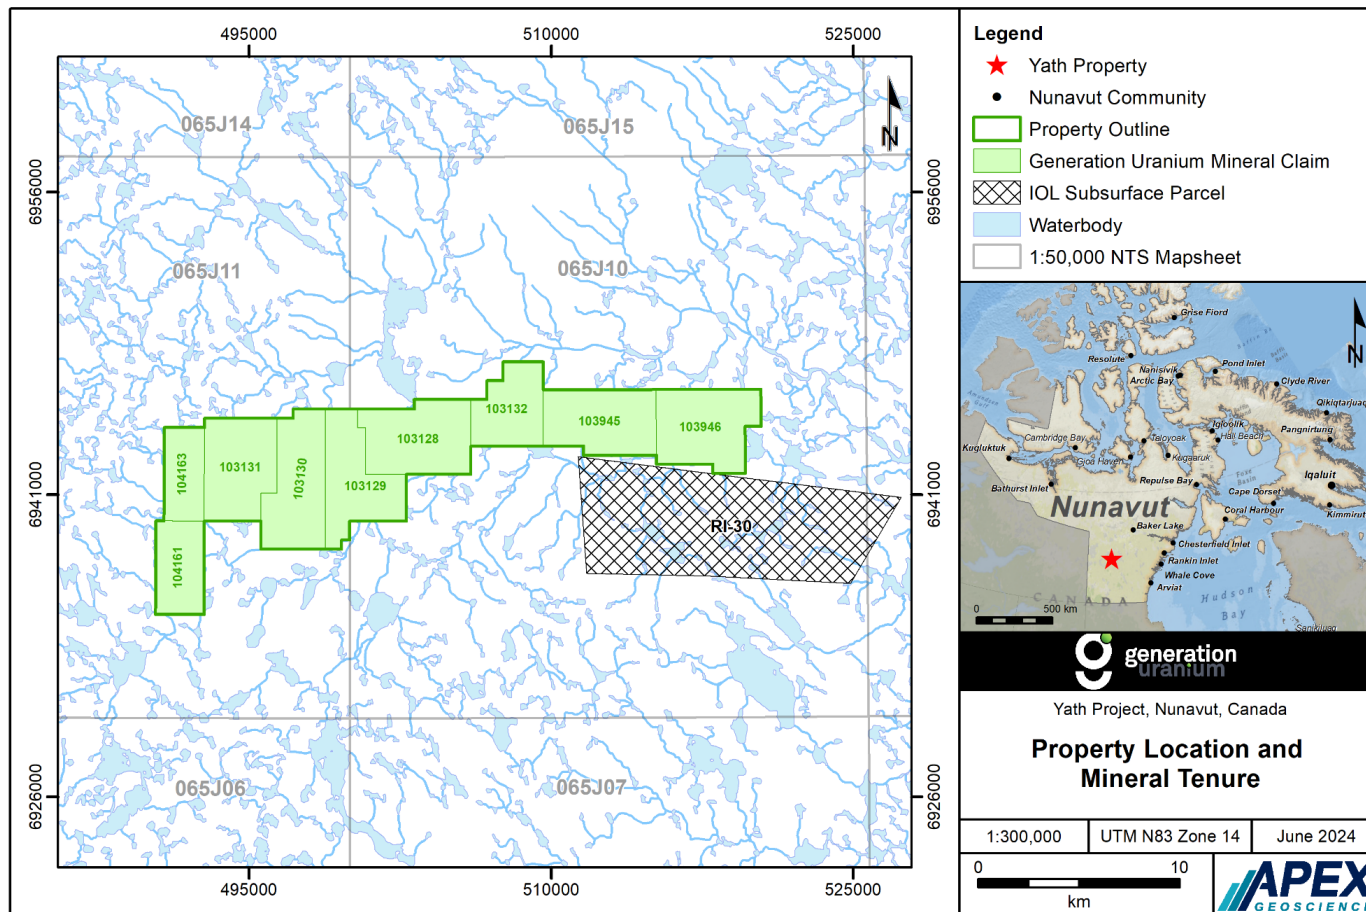 495000
510000
525000
6956000
6941000
6926000
6956000
6941000
6926000
495000
510000
525000
065J14
065J15
065J11
065J10
065J06
065J07
N
104163
104161
103131
103130
103129
103128
103132
103945
103946
RI-30
Legend
Yath Property
Nunavut Community
Property Outline
Generation Uranium Mineral Claim
IOL Subsurface Parcel
Waterbody
1:50,000 NTS Mapsheet
N
Grise Fiord
Resolute
Nanisivik
Arctic Bay
Pond Inlet
Clyde River
Qikiqtarjuaq
Pangnirtung
Igloolik
Hall Beach
Kugluktuk
Cambridge Bay
Taloyoak
Gjoa Haven
Kugaaruk
Bathurst Inlet
Repulse Bay
Iqaluit
Cape Dorset
Kimmirut
Coral Harbour
Nunavut
Baker Lake
Chesterfield Inlet
Rankin Inlet
Whale Cove
Arviat
CANADA
Hudson
Bay
Sanikiluaq
0 500 km
generation
uranium
Yath Project, Nunavut, Canada
Property Location and
Mineral Tenure
1:300,000 UTM N83 Zone 14 June 2024
0 10
km
APEX
GEOSCIENCE